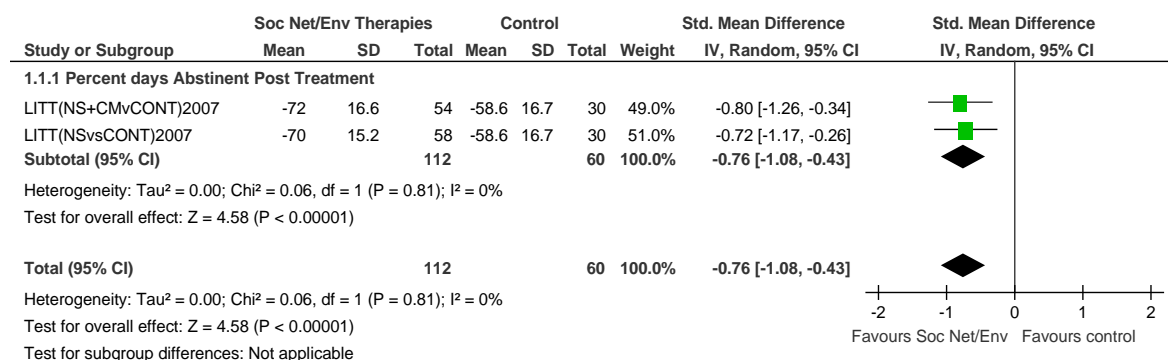 Soc Net/Env Therapies Control Std. Mean Difference Std. Mean Difference
Study or Subgroup Mean SD Total Mean SD Total Weight IV, Random, 95% CI IV, Random, 95% CI
1.1.1 Percent days Abstinent Post Treatment
LITT(NS+CMvCONT)2007 -72 16.6 54 -58.6 16.7 30 49.0% -0.80 [-1.26, -0.34]
LITT(NSvsCONT)2007 -70 15.2 58 -58.6 16.7 30 51.0% -0.72 [-1.17, -0.26]
Subtotal (95% CI) 112 60 100.0% -0.76 [-1.08, -0.43]
Heterogeneity: Tau² = 0.00; Chi² = 0.06, df = 1 (P = 0.81); I² = 0%
Test for overall effect: Z = 4.58 (P < 0.00001)
Total (95% CI) 112 60 100.0% -0.76 [-1.08, -0.43]
Heterogeneity: Tau² = 0.00; Chi² = 0.06, df = 1 (P = 0.81); I² = 0%
Test for overall effect: Z = 4.58 (P < 0.00001)
Test for subgroup differences: Not applicable
-2 -1 0 1 2
Favours Soc Net/Env Favours control